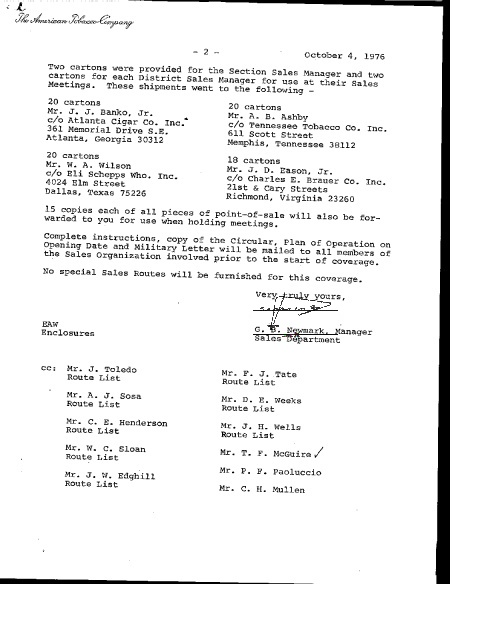 The American Tobacco Company
- 2 -
October 4, 1976
Two cartons were provided for the Section Sales Manager and two
cartons for each District Sales Manager for use at their Sales
Meetings. These shipments went to the following -
20 cartons
Mr. J. J. Banko, Jr.
c/o Atlanta Cigar Co. Inc.
361 Memorial Drive S.E.
Atlanta, Georgia 30312
20 cartons
Mr. A. B. Ashby
c/o Tennessee Tobacco Co. Inc.
611 Scott Street
Memphis, Tennessee 38112
20 cartons
Mr. W. A. Wilson
c/o Eli Schepps Who. Inc.
4024 Elm Street
Dallas, Texas 75226
18 cartons
Mr. J. D. Eason, Jr.
c/o Charles E. Brauer Co. Inc.
21st & Cary Streets
Richmond, Virginia 23260
15 copies each of all pieces of point-of-sale will also be for-
warded to you for use when holding meetings.
Complete instructions, copy of the Circular, Plan of Operation on
Opening Date and Military Letter will be mailed to all members of
the Sales Organization involved prior to the start of coverage.
No special Sales Routes will be furnished for this coverage.
Very truly yours,
G. B. Newmark, Manager
Sales Department
EAW
Enclosures
cc: Mr. J. Toledo
Route List
Mr. A. J. Sosa
Route List
Mr. C. E. Henderson
Route List
Mr. W. C. Sloan
Route List
Mr. J. W. Edghill
Route List
Mr. F. J. Tate
Route List
Mr. D. E. Weeks
Route List
Mr. J. H. Wells
Route List
Mr. T. F. McGuire ✓
Mr. P. F. Paoluccio
Mr. C. H. Mullen